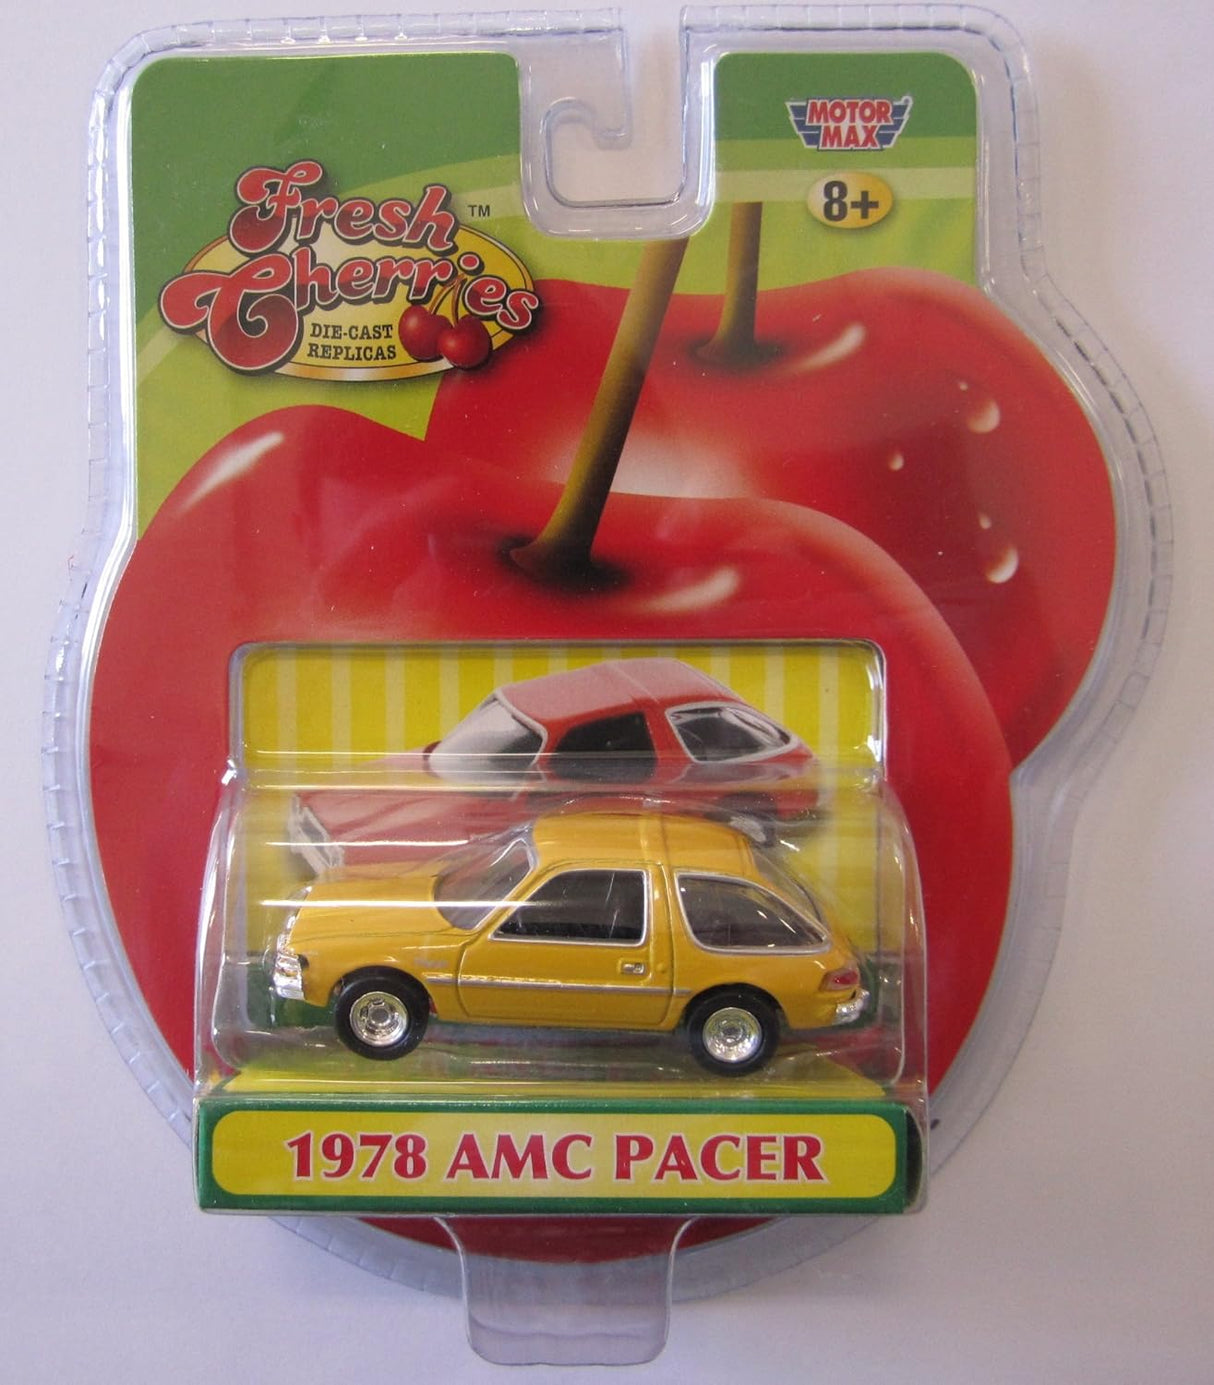 MOTOR
MAX
8+
Fresh
Cherries
TM
DIE-CAST
REPLICAS
1978 AMC PACER